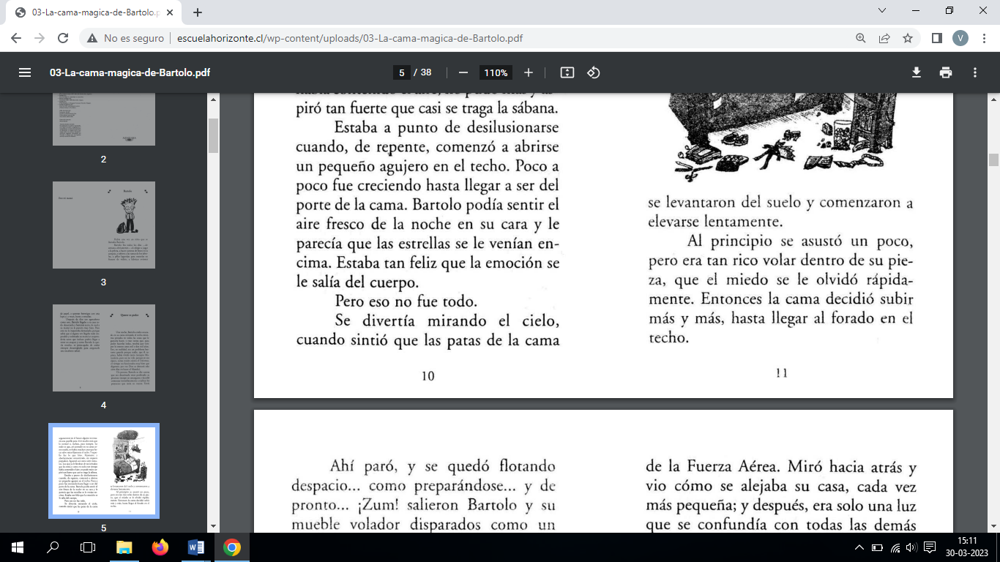 03-La-cama-magica-de-Bartolo.p
No es seguro
escuelahorizonte.cl/wp-content/uploads/03-La-cama-magica-de-Bartolo.pdf
V
03-La-cama-magica-de-Bartolo.pdf
5 / 38
110%
2
3
4
5
piró tan fuerte que casi se traga la sábana.
Estaba a punto de desilusionarse
cuando, de repente, comenzó a abrirse
un pequeño agujero en el techo. Poco a
poco fue creciendo hasta llegar a ser del
porte de la cama. Bartolo podía sentir el
aire fresco de la noche en su cara y le
parecía que las estrellas se le venían en-
cima. Estaba tan feliz que la emoción se
le salía del cuerpo.
Pero eso no fue todo.
Se divertía mirando el cielo,
cuando sintió que las patas de la cama
10
se levantaron del suelo y comenzaron a
elevarse lentamente.
Al principio se asustó un poco,
pero era tan rico volar dentro de su pie-
za, que el miedo se le olvidó rápida-
mente. Entonces la cama decidió subir
más y más, hasta llegar al forado en el
techo.
11
Ahí paró, y se quedó flotando
despacio... como preparándose... y de
pronto... ¡Zum! salieron Bartolo y su
mueble volador disparados como un
de la Fuerza Aérea. Miró hacia atrás y
vio cómo se alejaba su casa, cada vez
más pequeña; y después, era solo una luz
que se confundía con todas las demás
15:11
30-03-2023